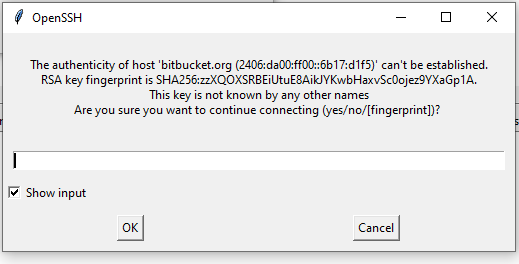 OpenSSH
The authenticity of host 'bitbucket.org (2406:da00:ff00::6b17:d1f5)' can't be established.
RSA key fingerprint is SHA256:zzXQOXSRBEiUtuE8AikJYKwbHaxvSc0ojez9YXaGp1A.
This key is not known by any other names
Are you sure you want to continue connecting (yes/no/[fingerprint])?
Show input
OK
Cancel